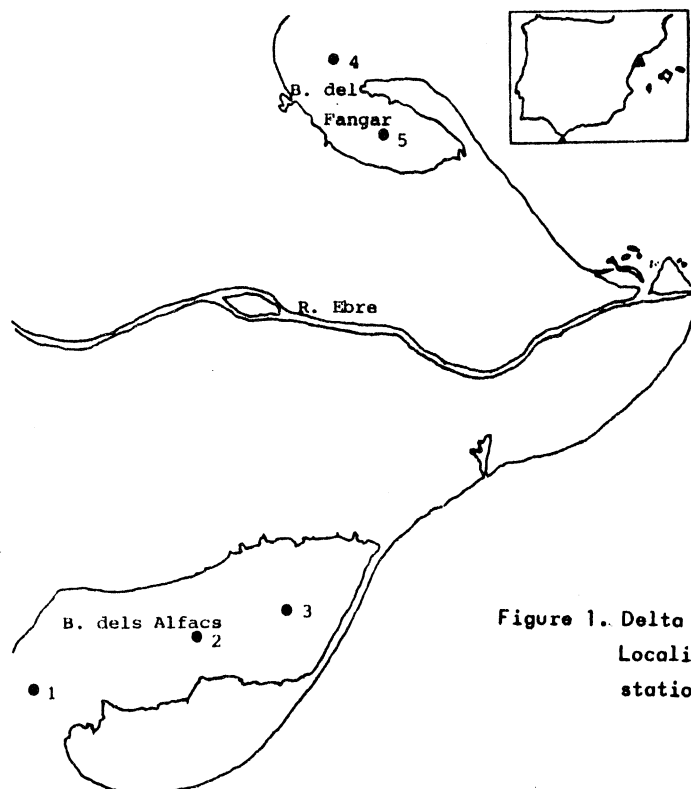 4
B. del
Fangar
5
R. Ebre
B. dels Alfacs
3
2
1
Figure 1. Delta
Locali
statio